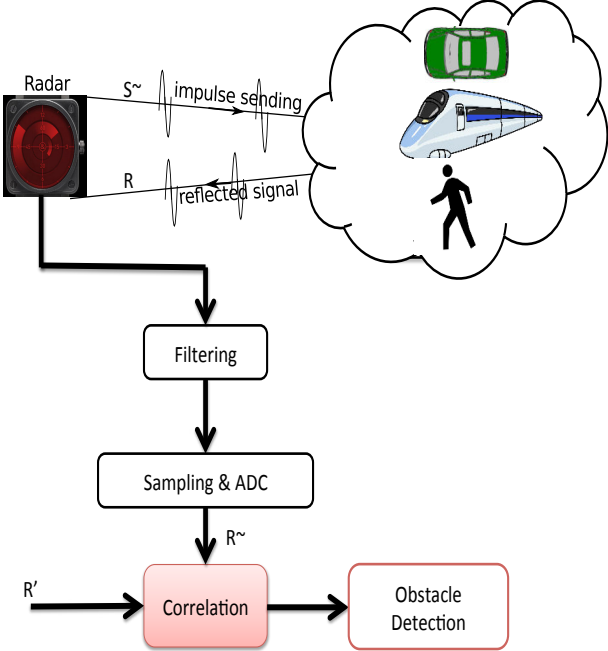 Radar
S~
impulse sending
R
reflected signal
Filtering
Sampling & ADC
R~
R’
Correlation
Obstacle
Detection